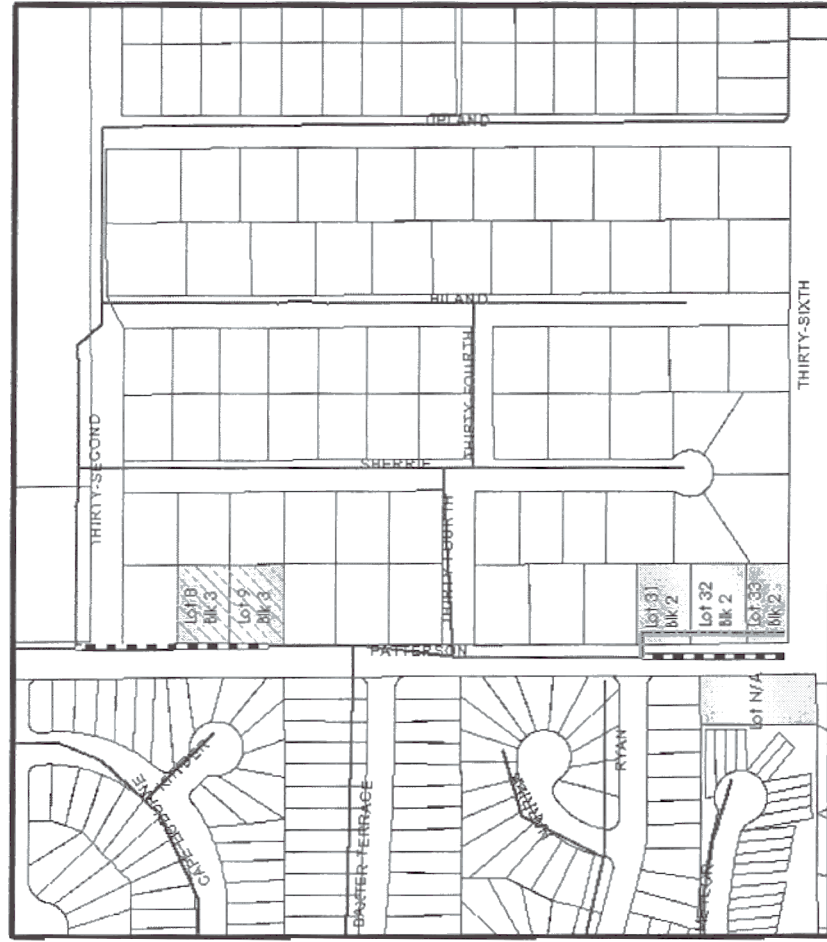 UPLAND
HILAND
THIRTY-SIXTH
THIRTY-FOURTH
THIRTY-SECOND
SHERRIE
THIRTY-FOURTH
Lot 8
Blk 3
Lot 9
Blk 3
Lot 31
Blk 2
Lot 32
Blk 2
Lot 33
Blk 2
PATTERSON
Lot N/A
RYAN
BAXTER TERRACE